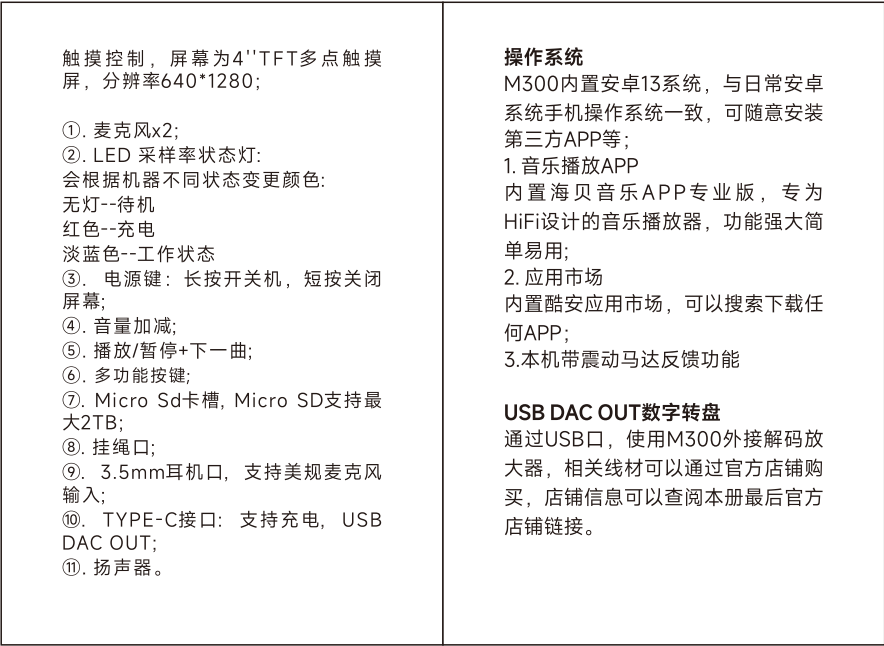 触摸控制，屏幕为4''TFT多点触摸
屏，分辨率640*1280;
①. 麦克风x2;
②. LED 采样率状态灯:
会根据机器不同状态变更颜色:
无灯--待机
红色--充电
淡蓝色--工作状态
③. 电源键：长按开关机，短按关闭
屏幕;
④. 音量加减;
⑤. 播放/暂停+下一曲;
⑥. 多功能按键;
⑦. Micro Sd卡槽, Micro SD支持最
大2TB;
⑧. 挂绳口;
⑨. 3.5mm耳机口，支持美规麦克风
输入;
⑩. TYPE-C接口：支持充电，USB
DAC OUT;
⑪. 扬声器。
操作系统
M300内置安卓13系统，与日常安卓
系统手机操作系统一致，可随意安装
第三方APP等；
1. 音乐播放APP
内置海贝音乐APP专业版，专为
HiFi设计的音乐播放器，功能强大简
单易用;
2. 应用市场
内置酷安应用市场，可以搜索下载任
何APP；
3.本机带震动马达反馈功能
USB DAC OUT数字转盘
通过USB口，使用M300外接解码放
大器，相关线材可以通过官方店铺购
买，店铺信息可以查阅本册最后官方
店铺链接。